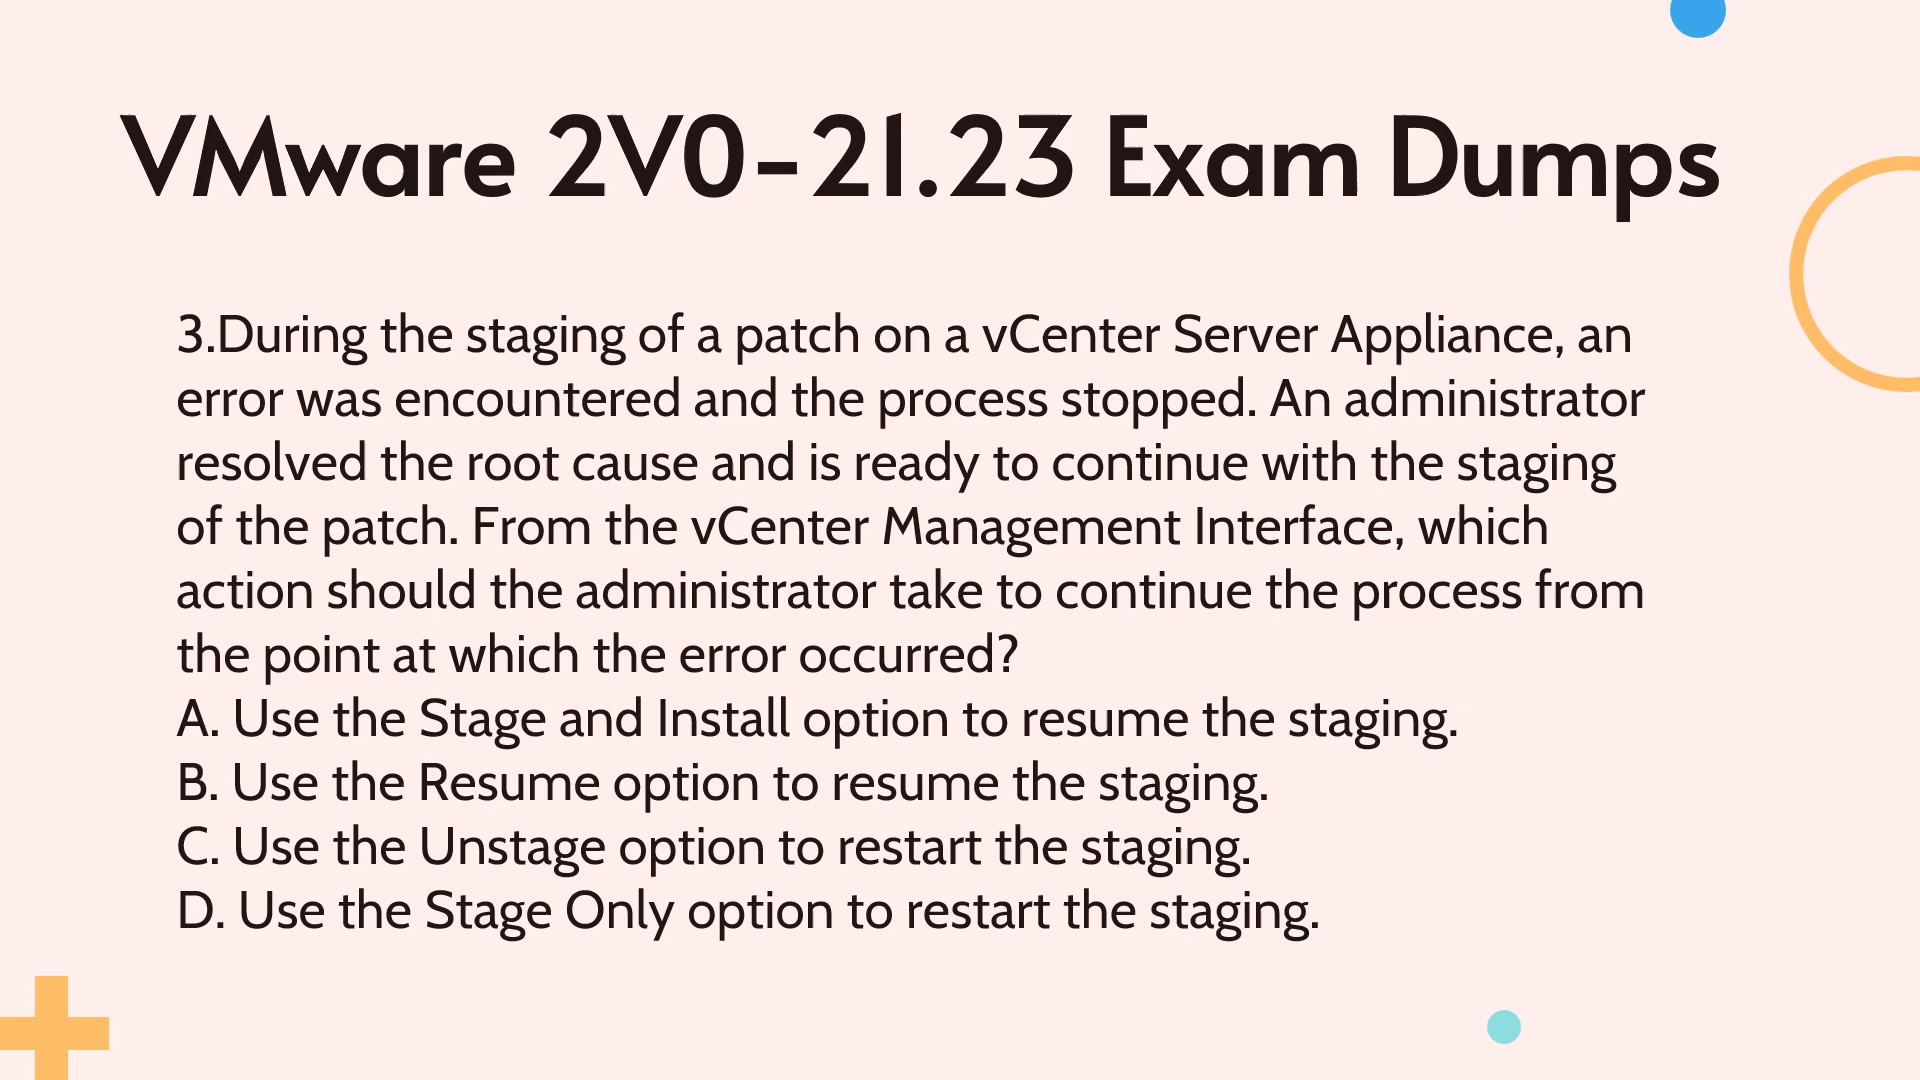 VMware 2V0-21.23 Exam Dumps
3.During the staging of a patch on a vCenter Server Appliance, an
error was encountered and the process stopped. An administrator
resolved the root cause and is ready to continue with the staging
of the patch. From the vCenter Management Interface, which
action should the administrator take to continue the process from
the point at which the error occurred?
A. Use the Stage and Install option to resume the staging.
B. Use the Resume option to resume the staging.
C. Use the Unstage option to restart the staging.
D. Use the Stage Only option to restart the staging.